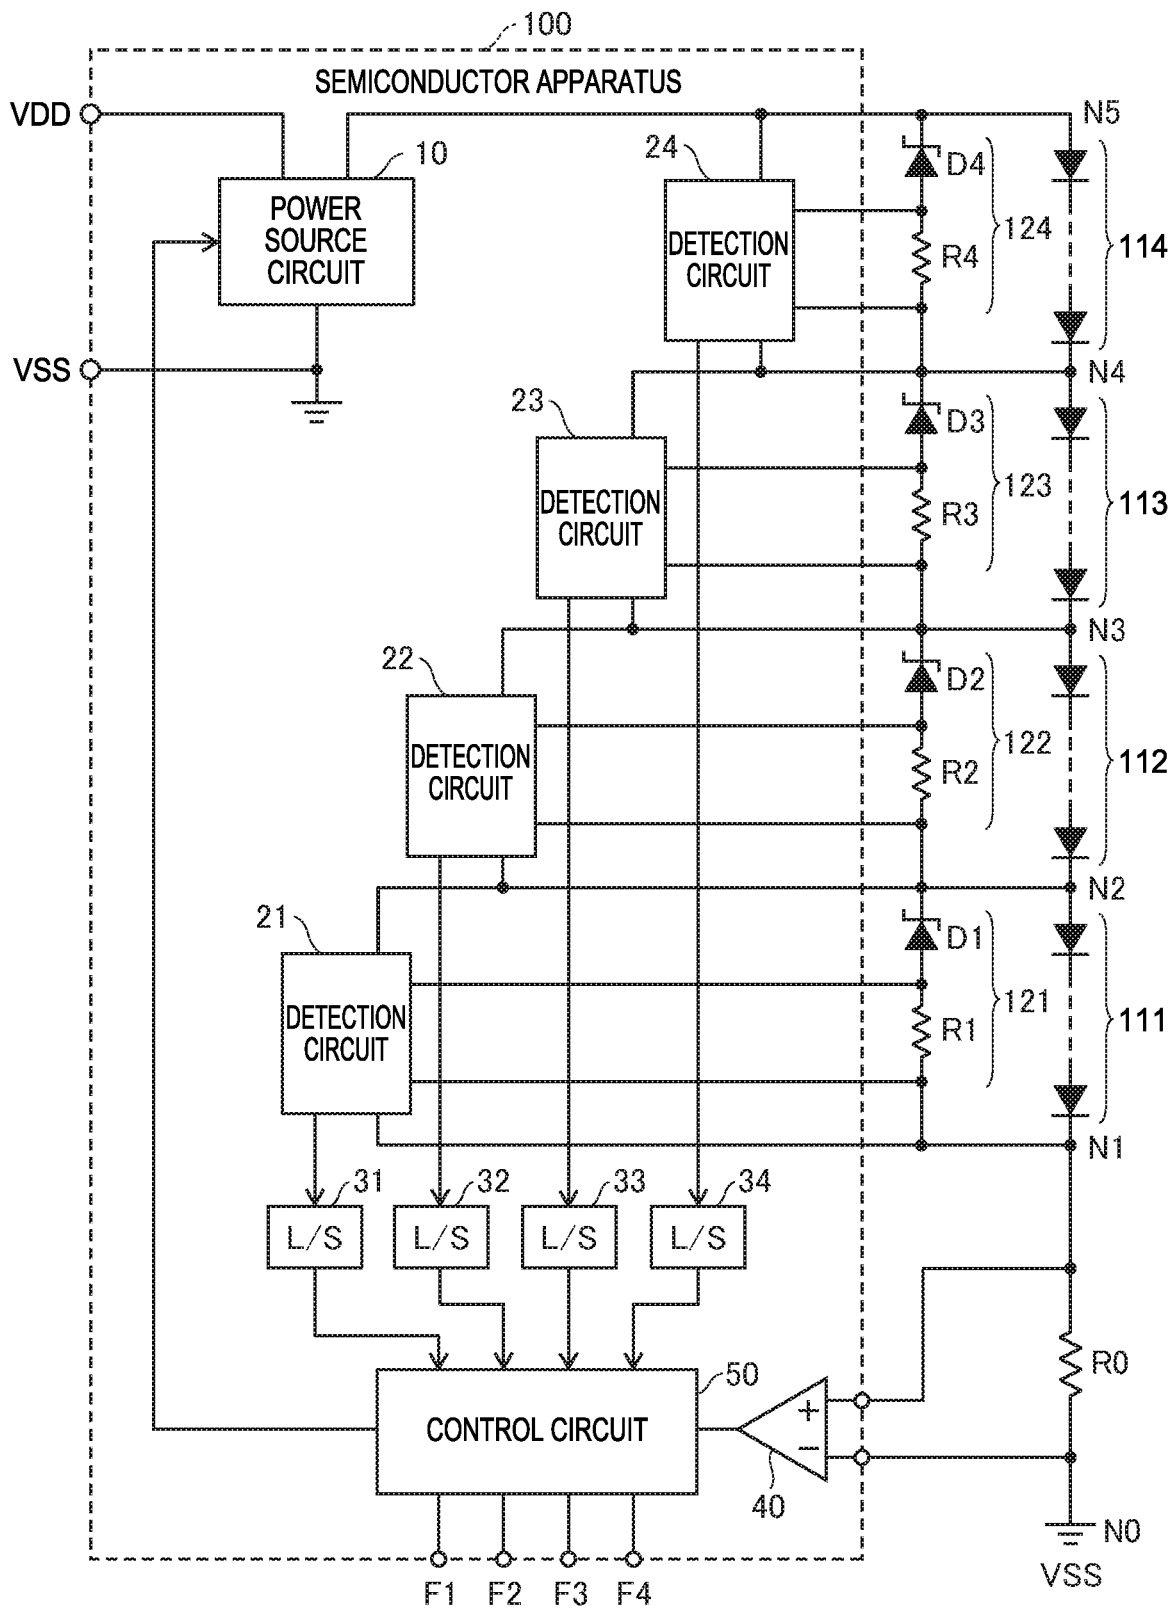 100
SEMICONDUCTOR APPARATUS
VDD
N5
10
24
D4
POWER
SOURCE
CIRCUIT
DETECTION
CIRCUIT
R4
124
114
VSS
N4
23
D3
DETECTION
CIRCUIT
R3
123
113
N3
22
D2
DETECTION
CIRCUIT
R2
122
112
N2
21
D1
DETECTION
CIRCUIT
R1
121
111
N1
31
32
33
34
L/S
L/S
L/S
L/S
R0
50
CONTROL CIRCUIT
+
−
40
N0
VSS
F1
F2
F3
F4